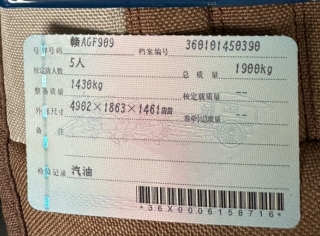 号牌号码 赣AGF909 档案编号 360101450390
核定载人数 5人 总质量 1900kg
整备质量 1430kg 核定载质量 --
外廓尺寸 4902×1863×1461mm 准牵引总质量 --
备注
检验记录 汽油
*36X0006158716*